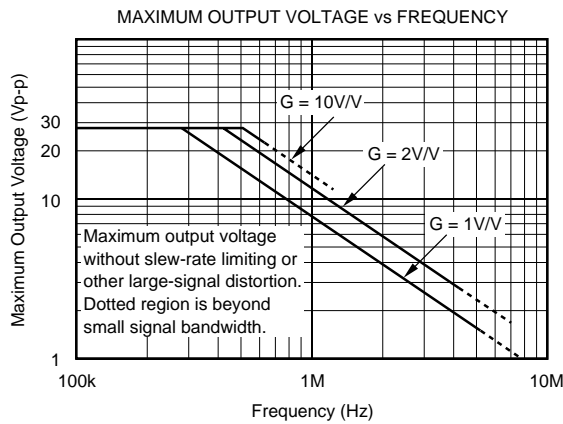 MAXIMUM OUTPUT VOLTAGE vs FREQUENCY
Maximum Output Voltage (Vp-p)
30
20
10
1
G = 10V/V
G = 2V/V
G = 1V/V
Maximum output voltage
without slew-rate limiting or
other large-signal distortion.
Dotted region is beyond
small signal bandwidth.
100k
1M
10M
Frequency (Hz)